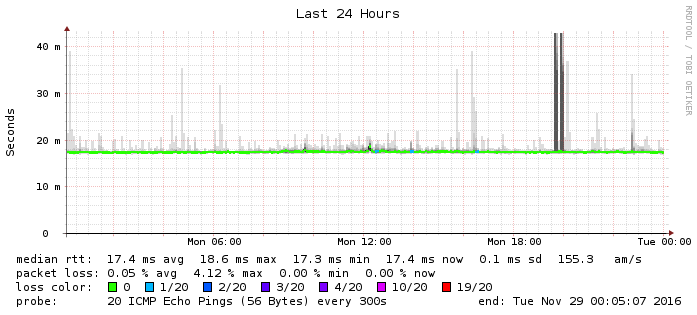 Last 24 Hours
RRDTOOL / TOBI OETIKER
Seconds
40 m
30 m
20 m
10 m
0
Mon 06:00 Mon 12:00 Mon 18:00 Tue 00:00
median rtt: 17.4 ms avg 18.6 ms max 17.3 ms min 17.4 ms now 0.1 ms sd 155.3 am/s
packet loss: 0.05 % avg 4.12 % max 0.00 % min 0.00 % now
loss color: 0 1/20 2/20 3/20 4/20 10/20 19/20
probe: 20 ICMP Echo Pings (56 Bytes) every 300s end: Tue Nov 29 00:05:07 2016